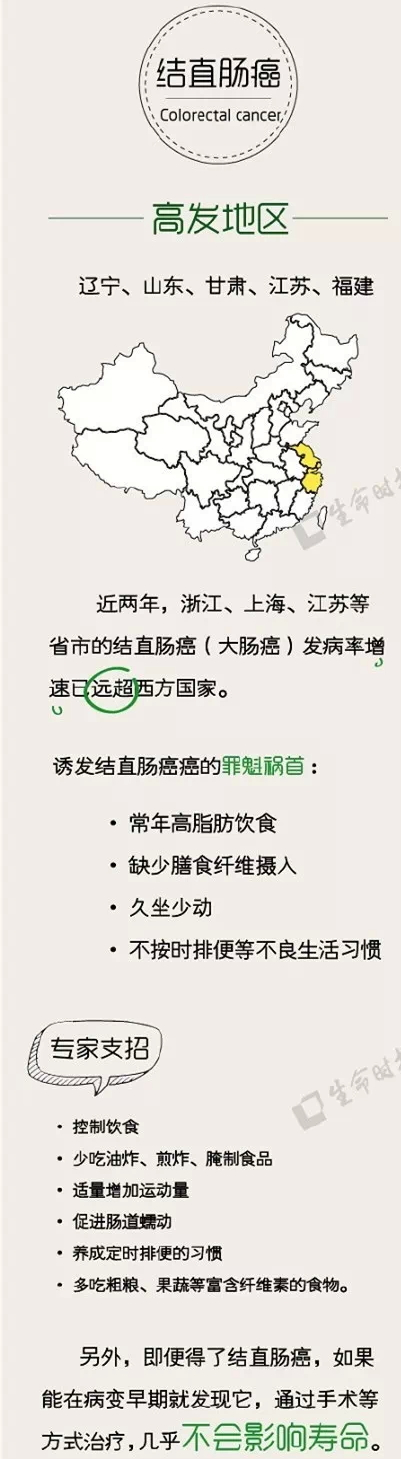 结直肠癌
Colorectal cancer
高发地区
辽宁、山东、甘肃、江苏、福建
生命时
近两年，浙江、上海、江苏等
省市的结直肠癌（大肠癌）发病率增
速已远超西方国家。
诱发结直肠癌癌的罪魁祸首：
• 常年高脂肪饮食
• 缺少膳食纤维摄入
• 久坐少动
• 不按时排便等不良生活习惯
专家支招
生命时
• 控制饮食
• 少吃油炸、煎炸、腌制食品
• 适量增加运动量
• 促进肠道蠕动
• 养成定时排便的习惯
• 多吃粗粮、果蔬等富含纤维素的食物。
另外，即便得了结直肠癌，如果
能在病变早期就发现它，通过手术等
方式治疗，几乎不会影响寿命。